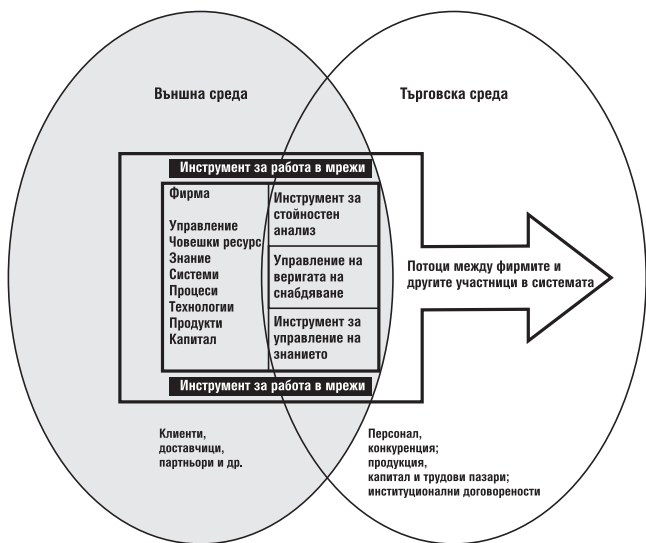 Външна среда
Търговска среда
Инструмент за работа в мрежи
Фирма
Управление
Човешки ресурс
Знание
Системи
Процеси
Технологии
Продукти
Капитал
Инструмент за
стойностен
анализ
Управление на
веригата на
снабдяване
Инструмент за
управление на
знанието
Потоци между фирмите и
другите участници в системата
Инструмент за работа в мрежи
Клиенти,
доставчици,
партньори и др.
Персонал,
конкуренция;
продукция,
капитал и трудови пазари;
институционални договорености